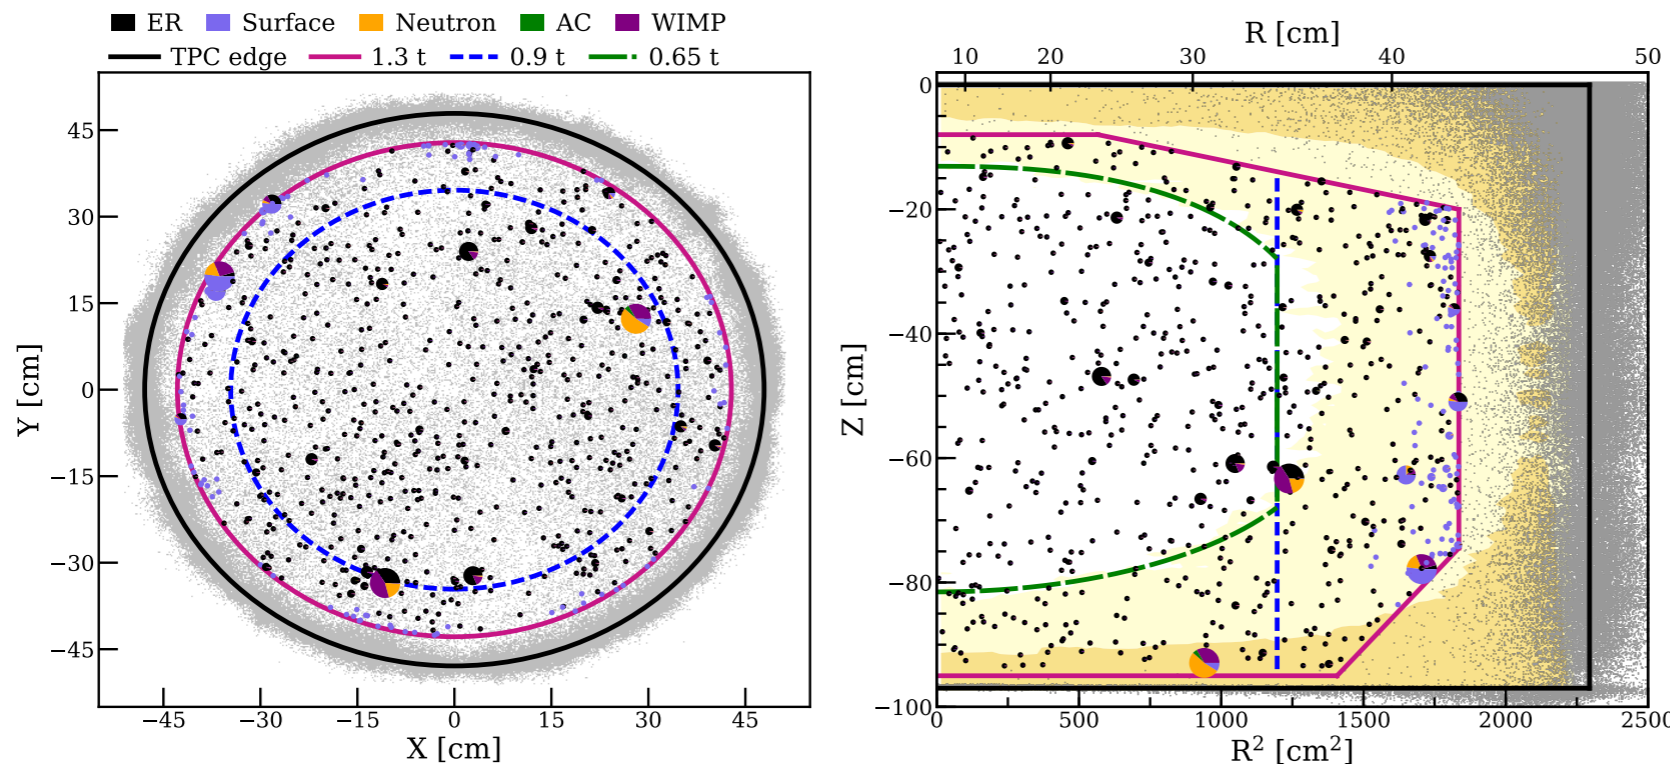 ER Surface Neutron AC WIMP
TPC edge 1.3 t 0.9 t 0.65 t
45
30
15
0
−15
−30
−45
Y [cm]
−45 −30 −15 0 15 30 45
X [cm]
R [cm]
10 20 30 40 50
0
−20
−40
−60
−80
−100
Z [cm]
0 500 1000 1500 2000 2500
R² [cm²]